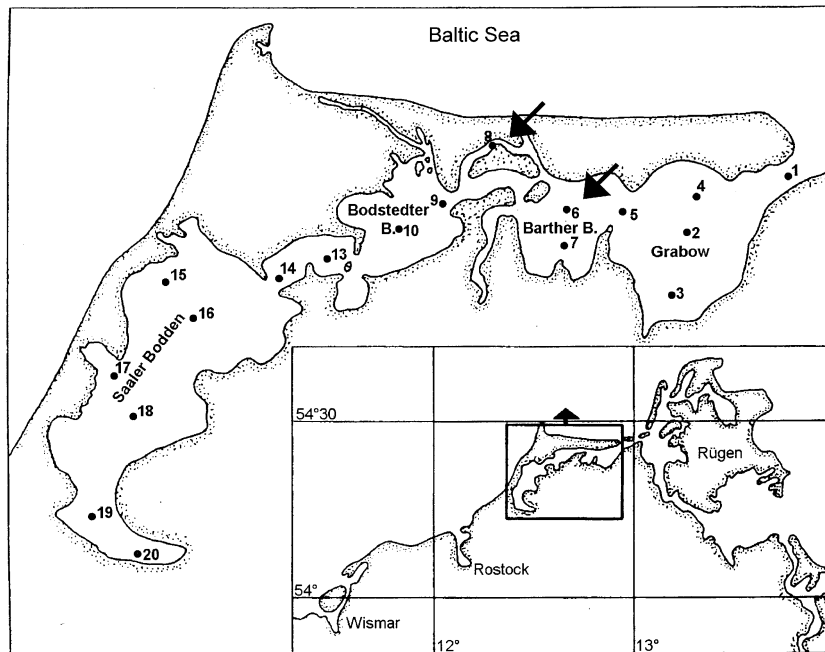 Baltic Sea
8
1
4
9
6
5
Bodstedter
B.
10
7
Barther B.
2
Grabow
13
14
15
3
16
Saaler Bodden
17
18
19
20
54°30
Rügen
Rostock
54°
Wismar
12°
13°